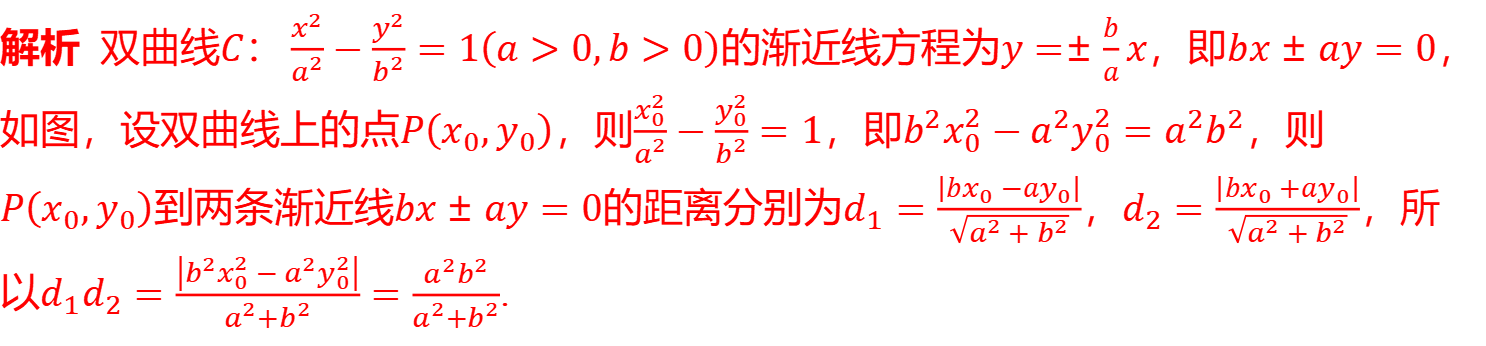 解析 双曲线C：x²/a² − y²/b² = 1(a > 0, b > 0)的渐近线方程为y =± b/a x，即bx ± ay = 0，
如图，设双曲线上的点P(x₀, y₀)，则x₀²/a² − y₀²/b² = 1，即b²x₀² − a²y₀² = a²b²，则
P(x₀, y₀)到两条渐近线bx ± ay = 0的距离分别为d₁ = |bx₀ −ay₀|/√(a² + b²)，d₂ = |bx₀ +ay₀|/√(a² + b²)，所
以d₁d₂ = |b²x₀² − a²y₀²|/(a²+b²) = a²b²/(a²+b²).